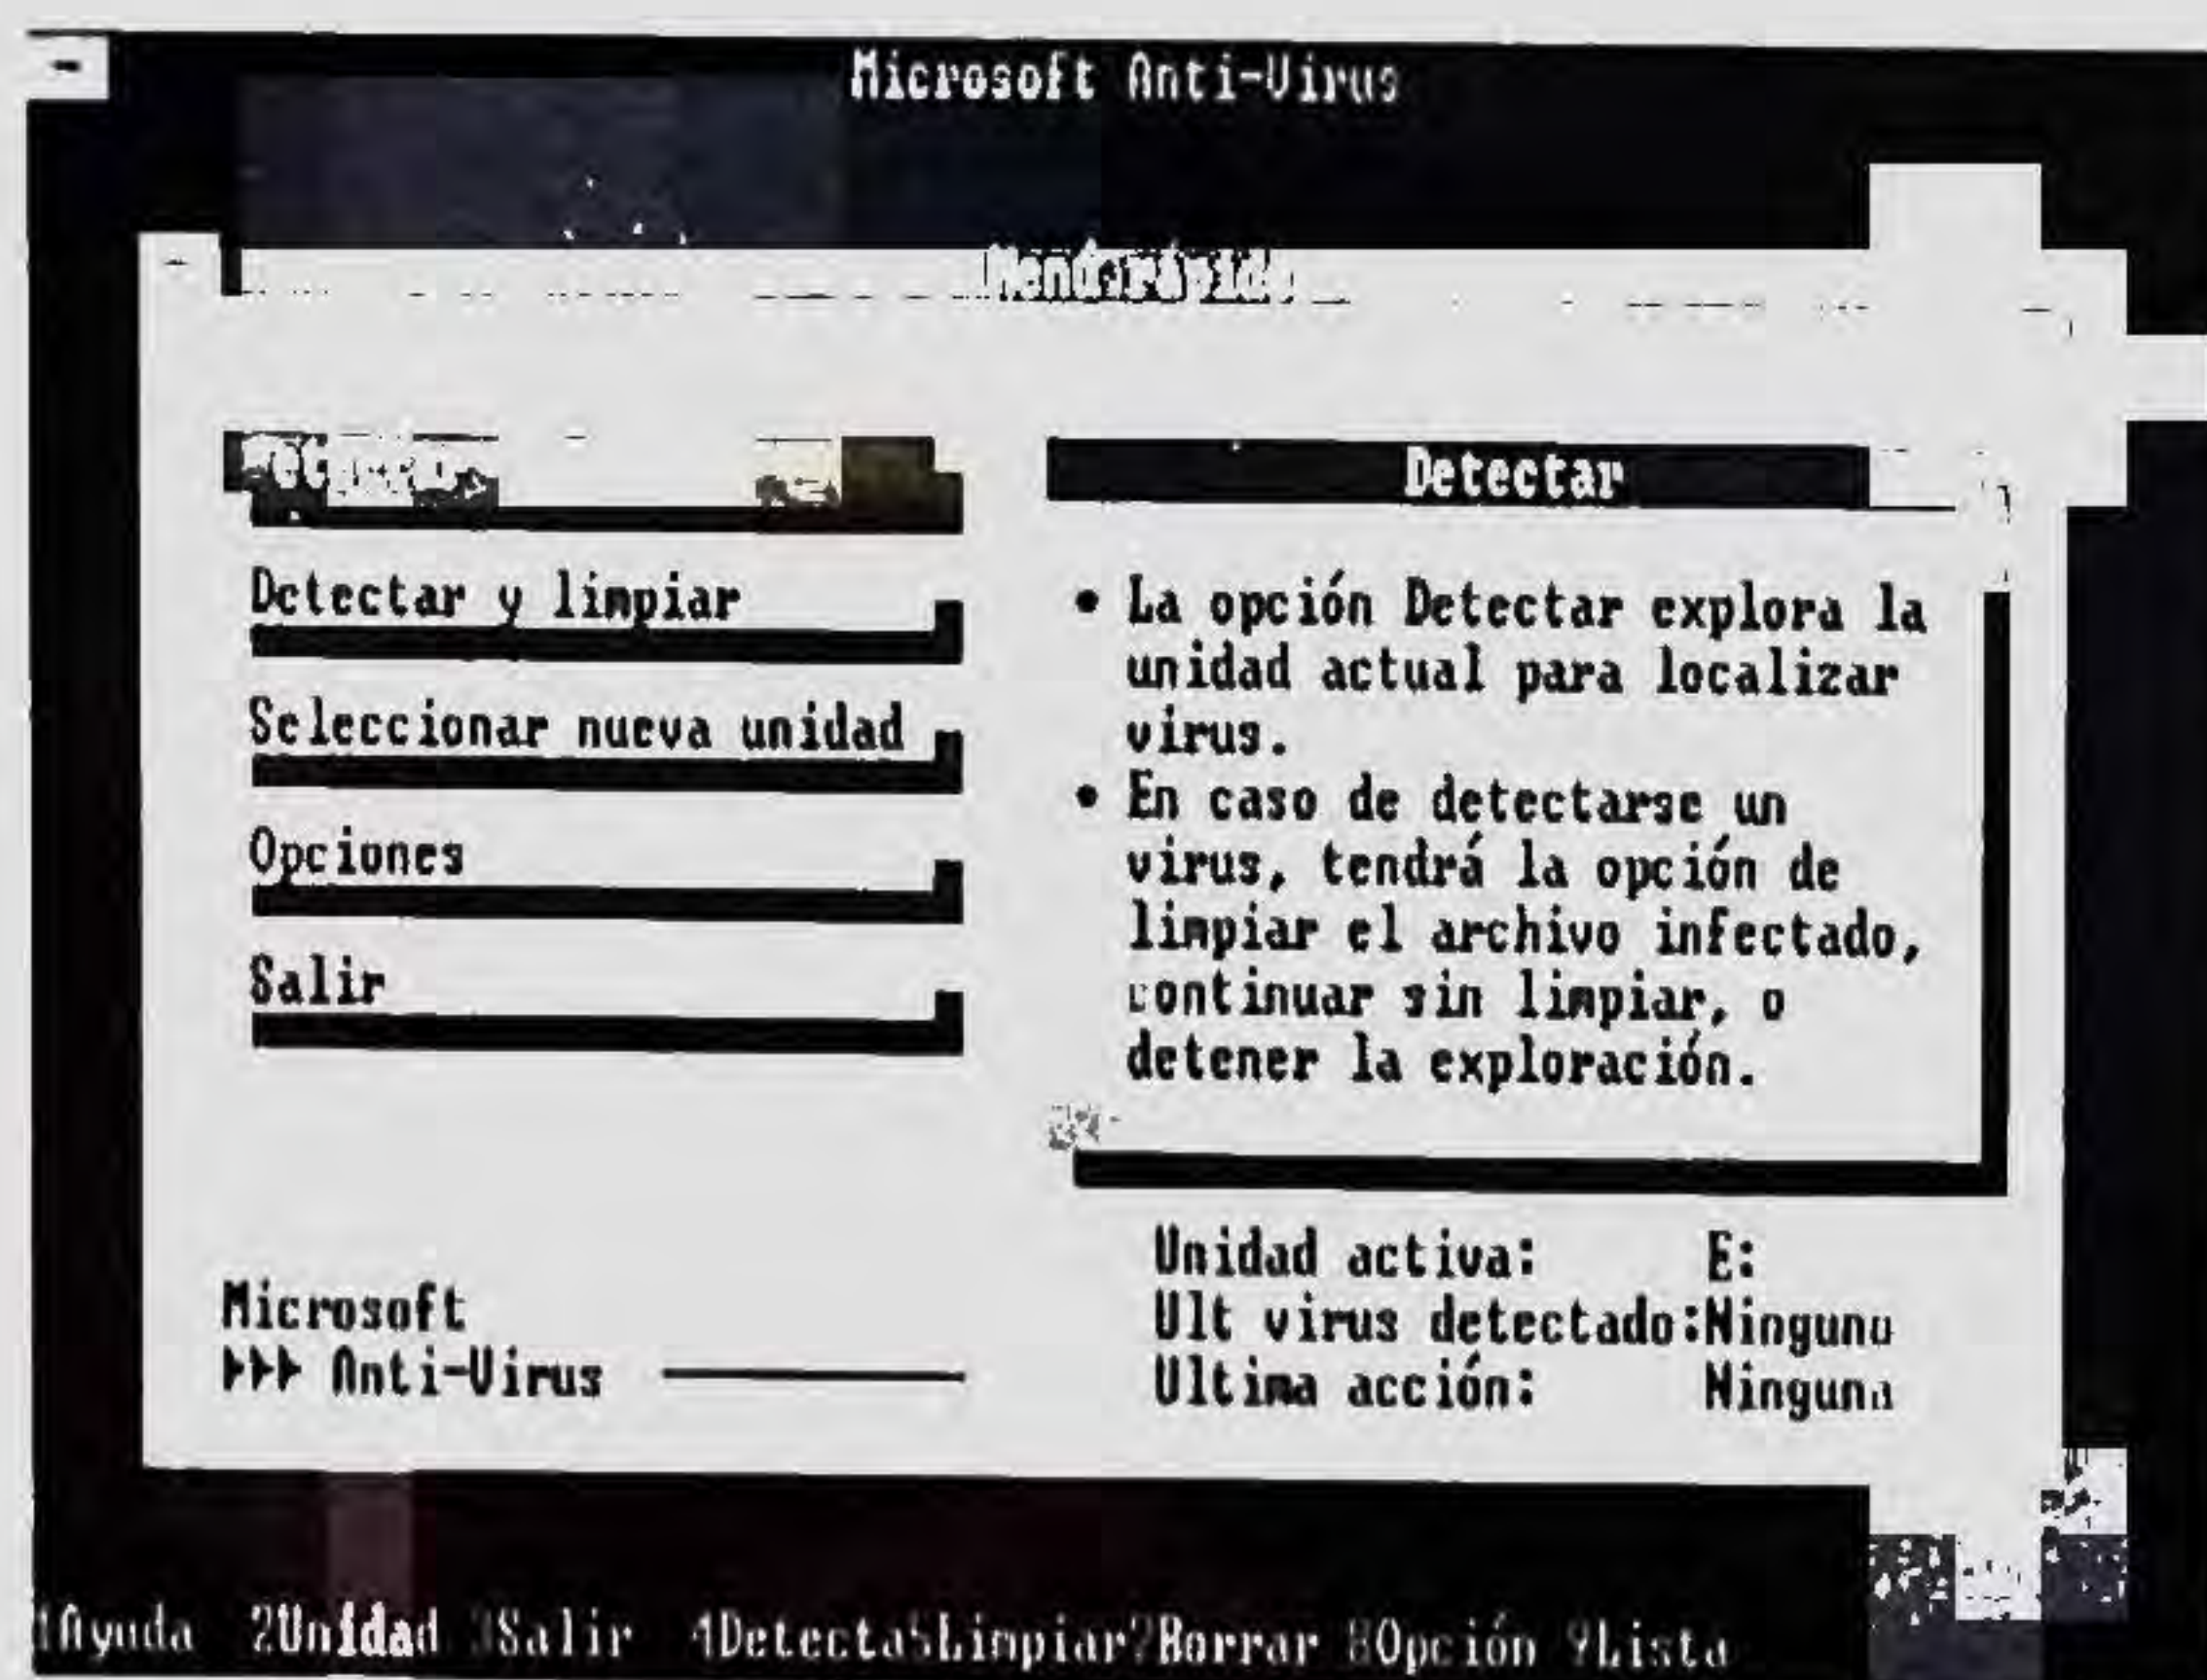 Microsoft Anti-Virus
Menú rápido
Detectar y limpiar
Seleccionar nueva unidad
Opciones
Salir
Detectar
• La opción Detectar explora la
unidad actual para localizar
virus.
• En caso de detectarse un
virus, tendrá la opción de
limpiar el archivo infectado,
continuar sin limpiar, o
detener la exploración.
Unidad activa: E:
Ult virus detectado:Ninguno
Ultima acción: Ninguna
Microsoft
Anti-Virus
1Ayuda 2Unidad 3Salir 4Detecta5Limpiar7Borrar 8Opción 9Lista